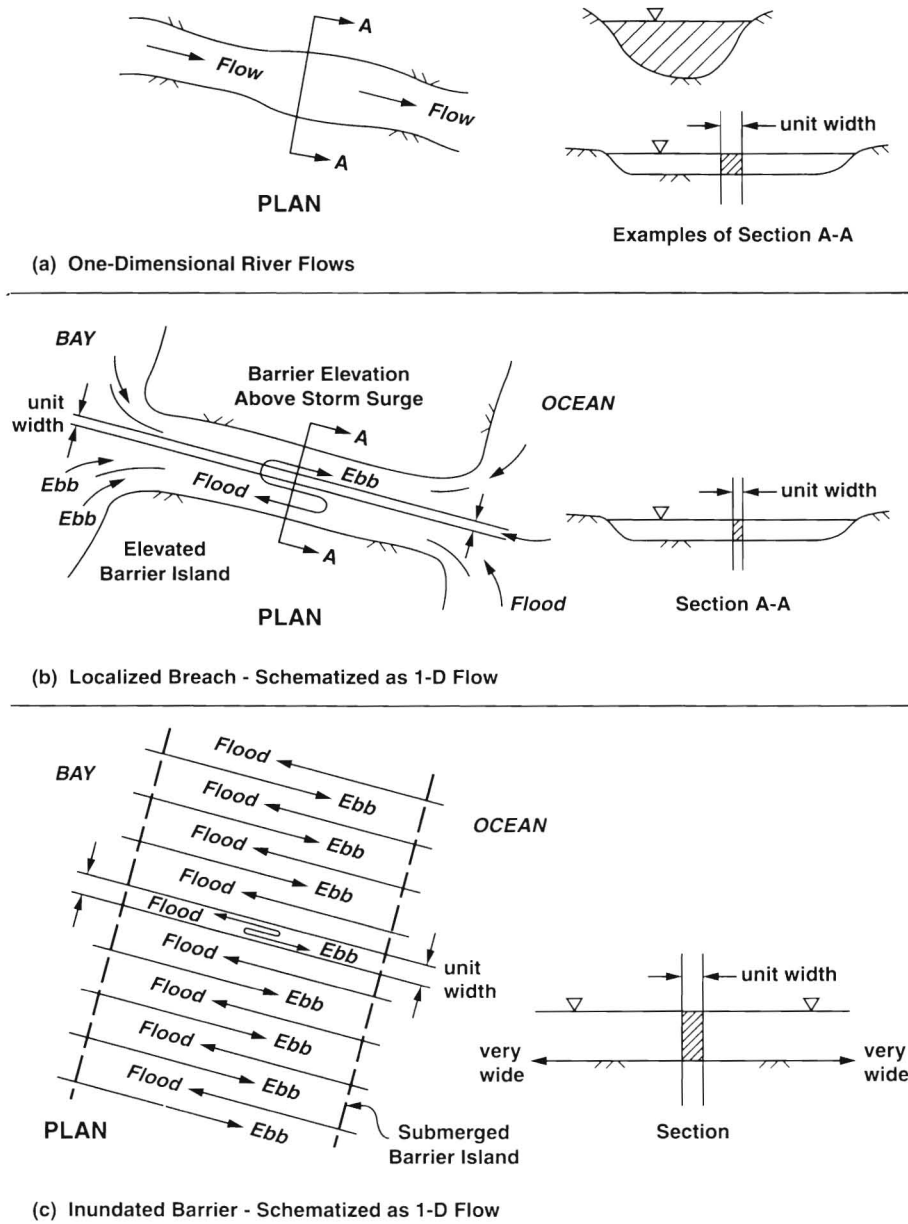 A
Flow
Flow
A
PLAN
unit width
Examples of Section A-A
(a) One-Dimensional River Flows
BAY
Barrier Elevation
Above Storm Surge
OCEAN
unit
width
A
Ebb
Ebb
Flood
Ebb
A
Elevated
Barrier Island
Flood
PLAN
unit width
Section A-A
(b) Localized Breach - Schematized as 1-D Flow
BAY
OCEAN
Flood
Ebb
Flood
Ebb
Flood
Ebb
Flood
Flood
Ebb
Flood
Ebb
Flood
Ebb
Flood
Ebb
Flood
Ebb
unit
width
PLAN
Submerged
Barrier Island
unit width
very
wide
very
wide
Section
(c) Inundated Barrier - Schematized as 1-D Flow